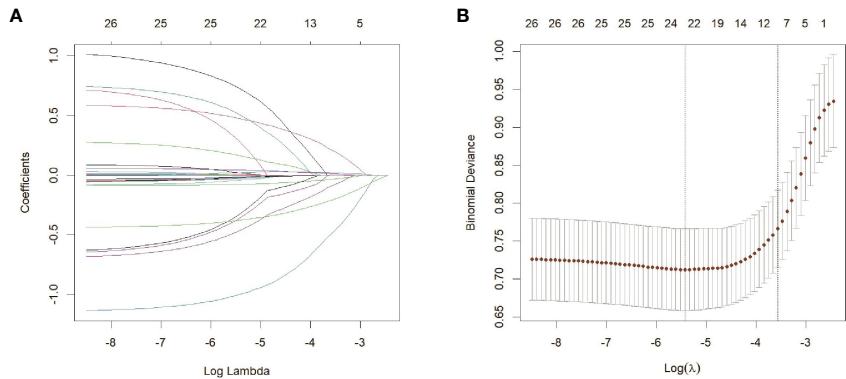 A
26 25 25 22 13 5
1.0
0.5
0.0
-0.5
-1.0
Coefficients
-8 -7 -6 -5 -4 -3
Log Lambda
B
26 26 26 25 25 25 24 22 19 14 12 7 5 1
1.00
0.95
0.90
0.85
0.80
0.75
0.70
0.65
Binomial Deviance
-8 -7 -6 -5 -4 -3
Log(λ)